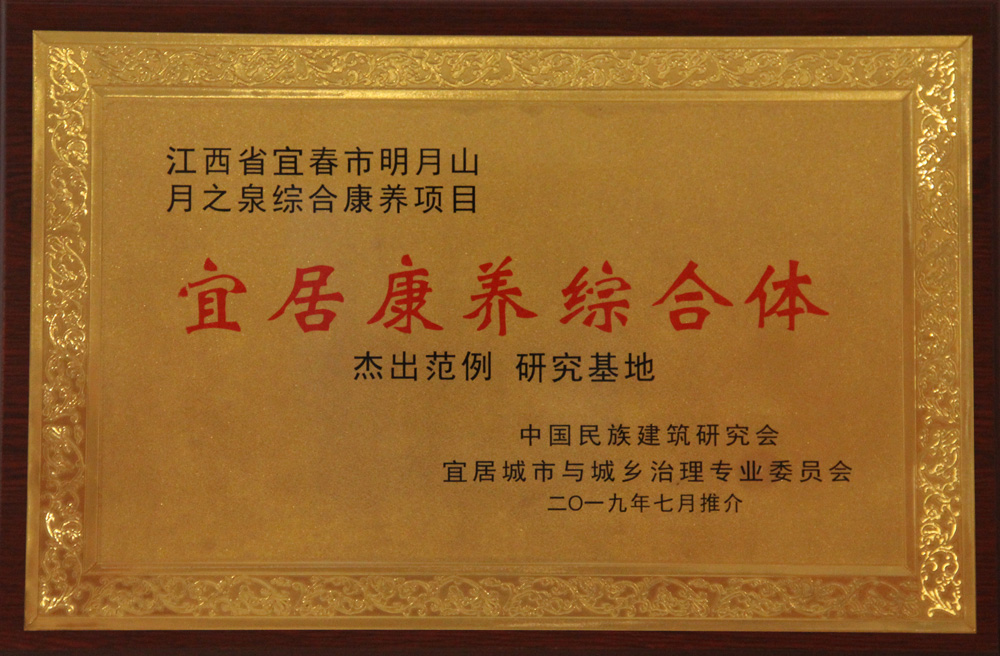 江西省宜春市明月山
月之泉综合康养项目
宜居康养综合体
杰出范例 研究基地
中国民族建筑研究会
宜居城市与城乡治理专业委员会
二〇一九年七月推介